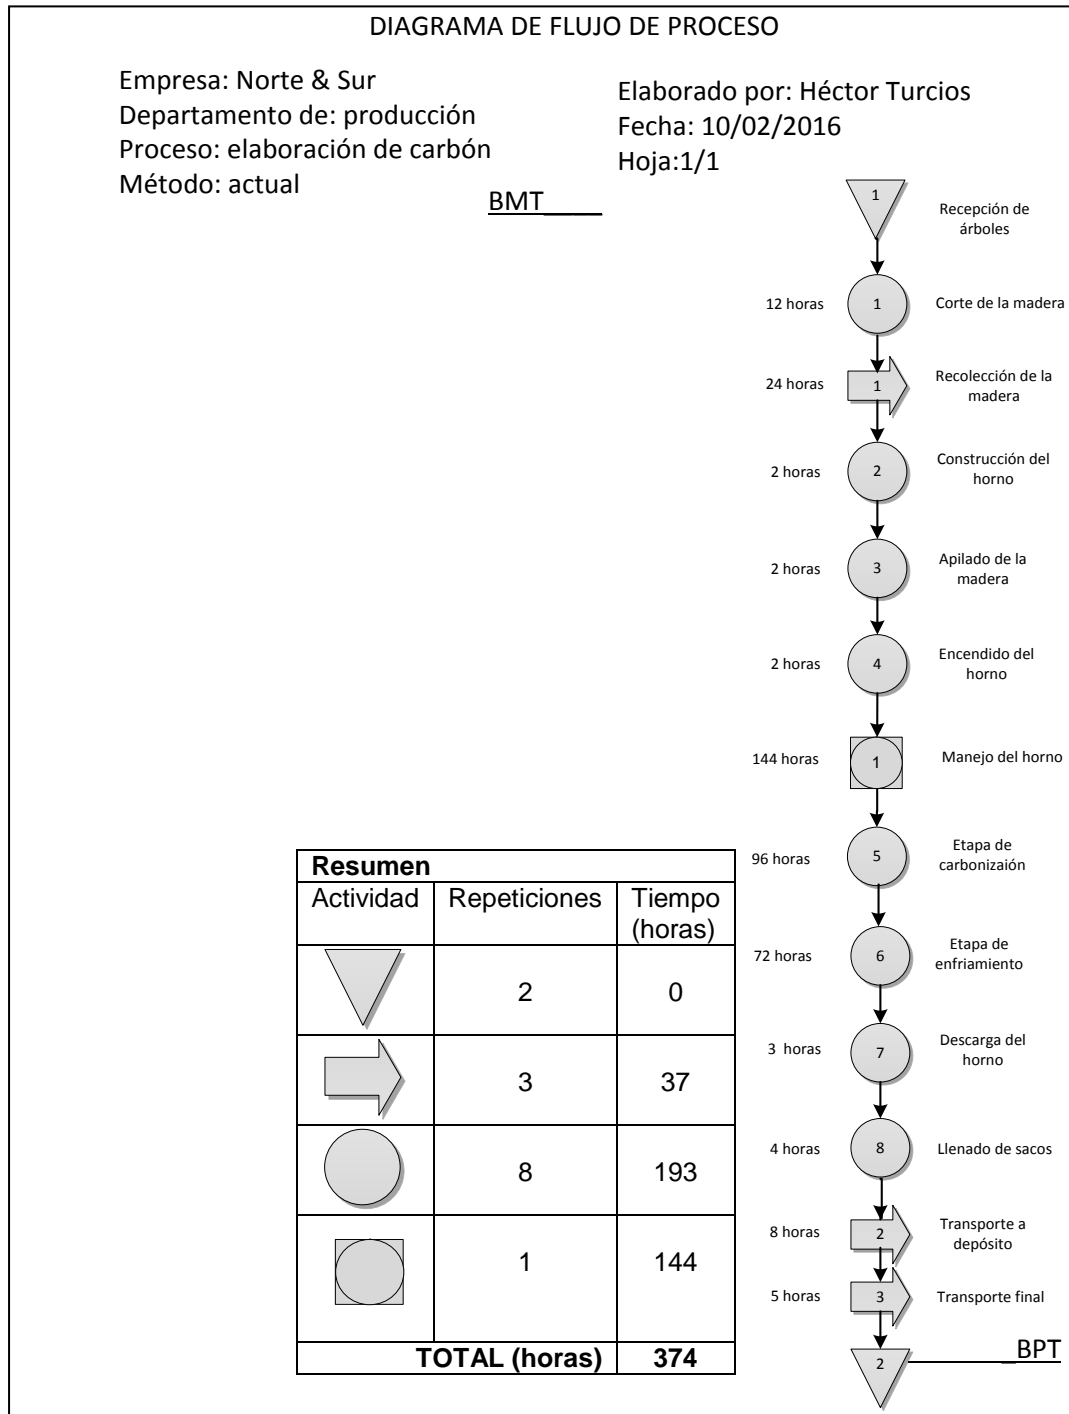 DIAGRAMA DE FLUJO DE PROCESO
Empresa: Norte & Sur
Departamento de: producción
Proceso: elaboración de carbón
Método: actual
Elaborado por: Héctor Turcios
Fecha: 10/02/2016
Hoja:1/1
BMT____
1
Recepción de
árboles
12 horas
1
Corte de la madera
24 horas
1
Recolección de la
madera
2 horas
2
Construcción del
horno
2 horas
3
Apilado de la
madera
2 horas
4
Encendido del
horno
144 horas
1
Manejo del horno
96 horas
5
Etapa de
carbonizaión
72 horas
6
Etapa de
enfriamiento
3 horas
7
Descarga del
horno
4 horas
8
Llenado de sacos
8 horas
2
Transporte a
depósito
5 horas
3
Transporte final
2
_BPT
Resumen
Actividad Repeticiones Tiempo
(horas)
2 0
3 37
8 193
1 144
TOTAL (horas) 374